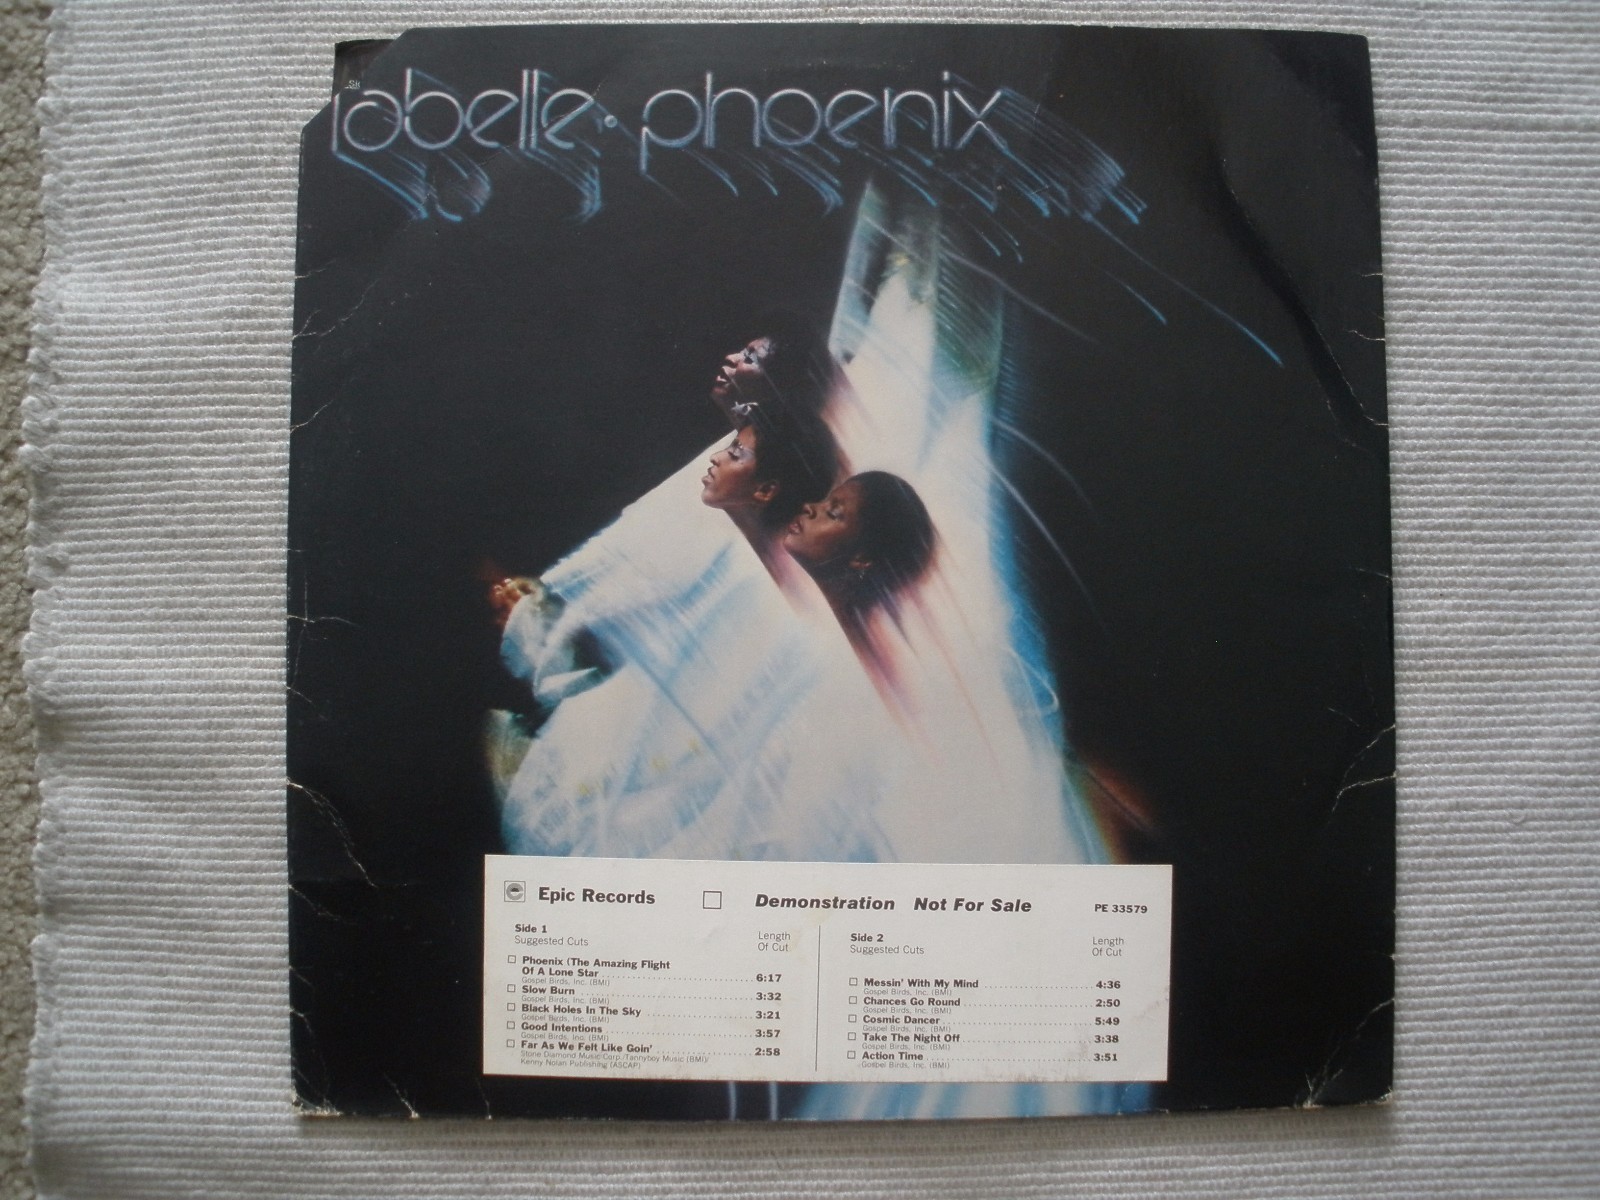 labelle · phoenix
Epic Records Demonstration Not For Sale PE 33579
Side 1
Suggested Cuts
Length
Of Cut
Phoenix (The Amazing Flight
Of A Lone Star 6:17
Gospel Birds, Inc. (BMI)
Slow Burn 3:32
Gospel Birds, Inc. (BMI)
Black Holes In The Sky 3:21
Gospel Birds, Inc. (BMI)
Good Intentions 3:57
Gospel Birds, Inc. (BMI)
Far As We Felt Like Goin' 2:58
Stone Diamond Music Corp./Tannyboy Music (BMI)/
Kenny Nolan Publishing (ASCAP)
Side 2
Suggested Cuts
Length
Of Cut
Messin' With My Mind 4:36
Gospel Birds, Inc. (BMI)
Chances Go Round 2:50
Gospel Birds, Inc. (BMI)
Cosmic Dancer 5:49
Gospel Birds, Inc. (BMI)
Take The Night Off 3:38
Gospel Birds, Inc. (BMI)
Action Time 3:51
Gospel Birds, Inc. (BMI)